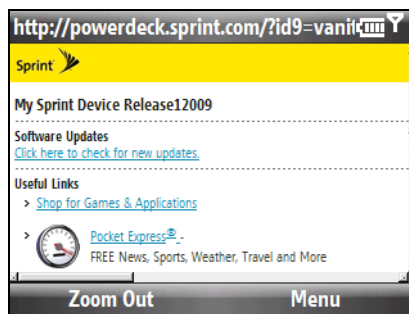 http://powerdeck.sprint.com/?id9=vanit
Sprint
My Sprint Device Release12009
Software Updates
Click here to check for new updates.
Useful Links
> Shop for Games & Applications
> Pocket Express® -
FREE News, Sports, Weather, Travel and More
Zoom Out Menu